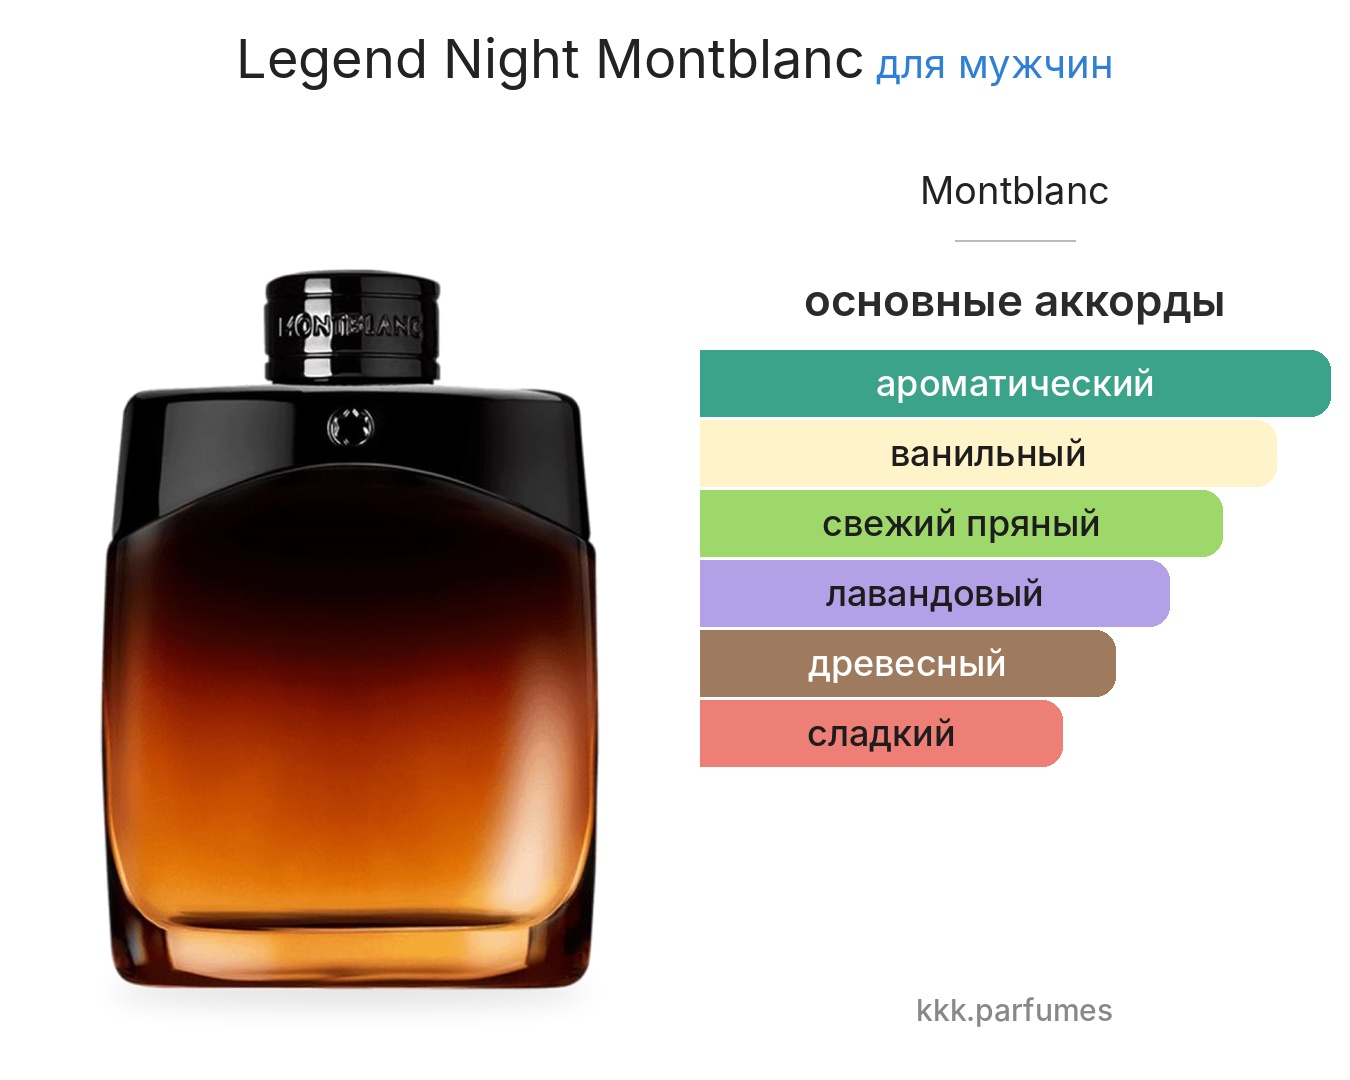 Legend Night Montblanc для мужчин
Montblanc
основные аккорды
MONTBLANC
ароматический
ванильный
свежий пряный
лавандовый
древесный
сладкий
kkk.parfumes